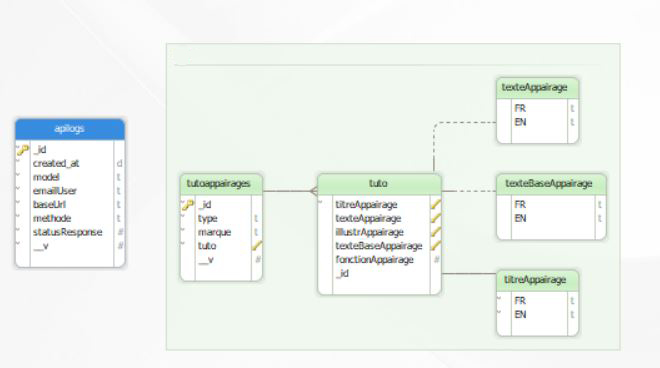 apilogs
_id
created_at d
model t
emailUser t
baseUrl t
methode t
statusResponse #
__v #
tutoappairages
_id
type t
marque t
tuto
__v #
tuto
titreAppairage
texteAppairage
illustrAppairage
texteBaseAppairage
fonctionAppairage #
_id
texteAppairage
FR t
EN t
texteBaseAppairage
FR t
EN t
titreAppairage
FR t
EN t